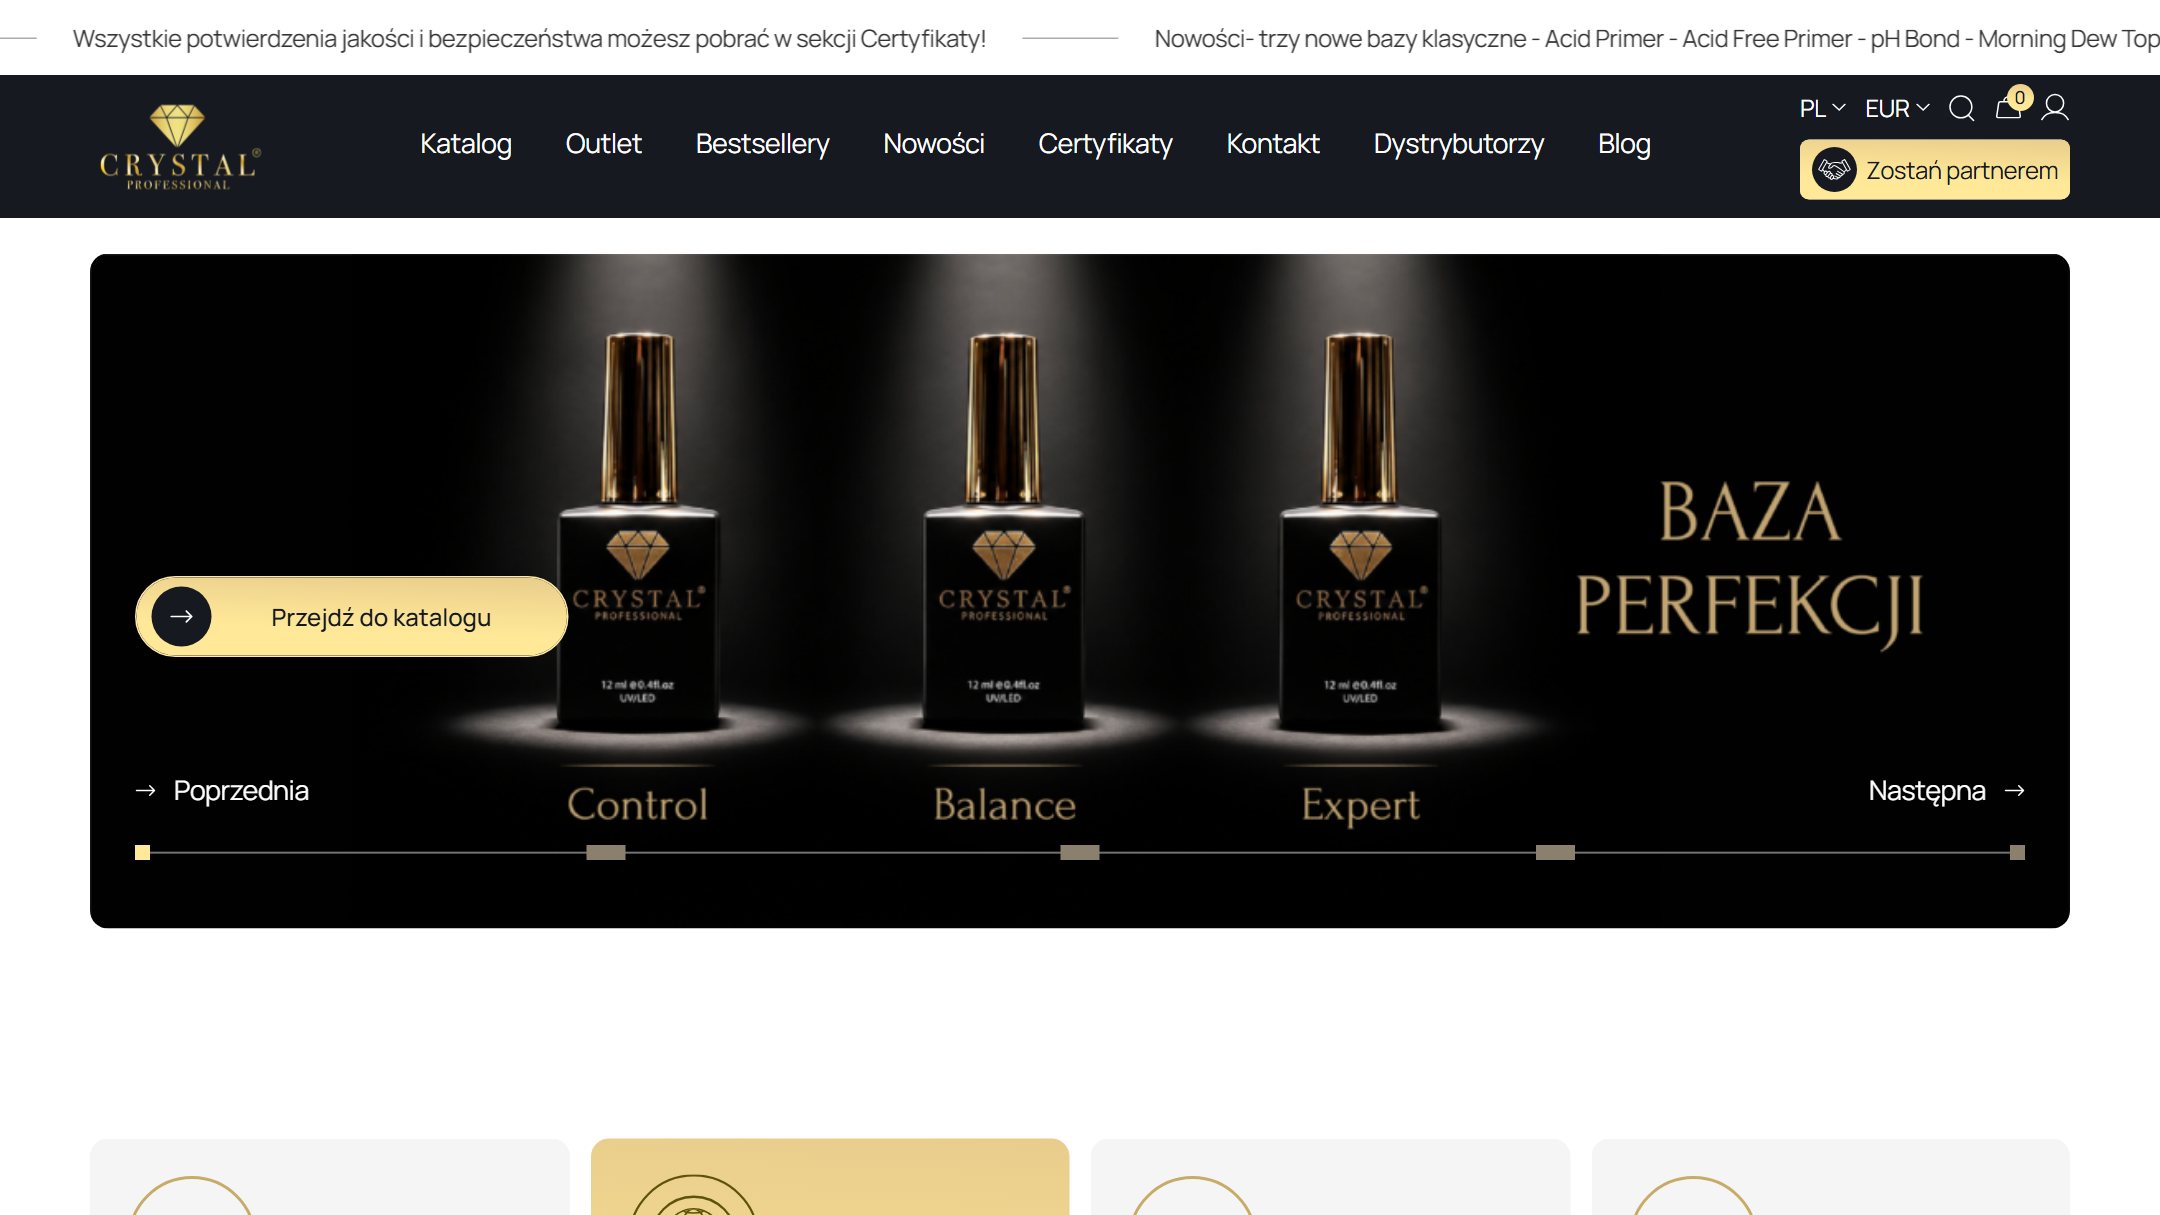 Wszystkie potwierdzenia jakości i bezpieczeństwa możesz pobrać w sekcji Certyfikaty!
Nowości- trzy nowe bazy klasyczne - Acid Primer - Acid Free Primer - pH Bond - Morning Dew Top
CRYSTAL®
PROFESSIONAL
Katalog
Outlet
Bestsellery
Nowości
Certyfikaty
Kontakt
Dystrybutorzy
Blog
PL
EUR
0
Zostań partnerem
CRYSTAL®
PROFESSIONAL
12 ml e0.4fl.oz
UV/LED
CRYSTAL®
PROFESSIONAL
12 ml e0.4fl.oz
UV/LED
CRYSTAL®
PROFESSIONAL
12 ml e0.4fl.oz
UV/LED
BAZA
PERFEKCJI
Przejdź do katalogu
Poprzednia
Następna
Control
Balance
Expert